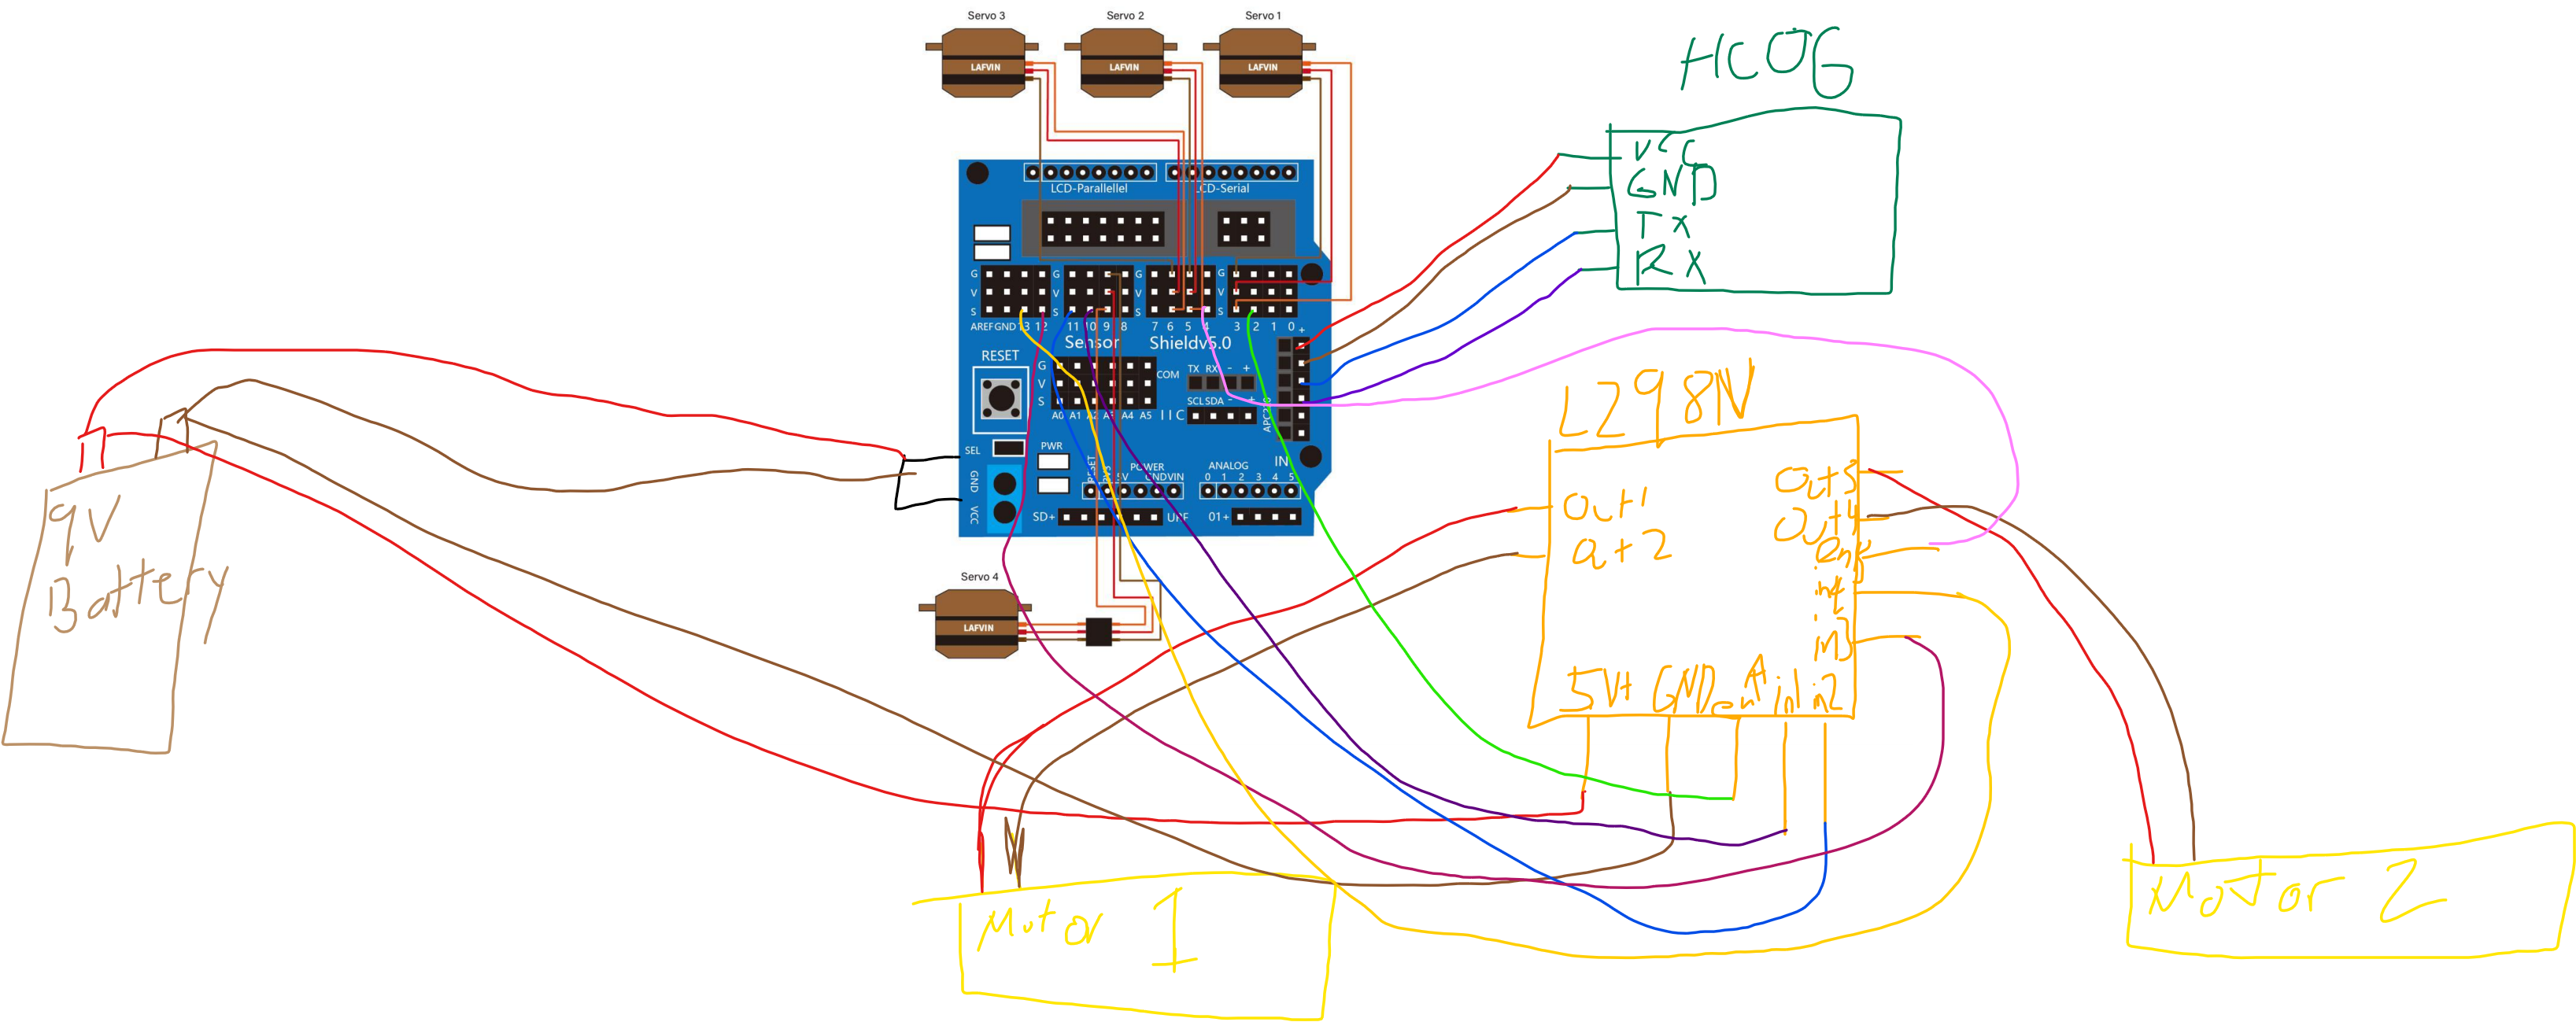 Servo 3
Servo 2
Servo 1
LAFVIN
LAFVIN
LAFVIN
HC06
VCC
GND
TX
RX
LCD-Parallellel
LCD-Serial
G G G
V V V V
S S S S
AREF GND 13 12 11 10 9 8 7 6 5 4 3 2 1 0 +
Sensor Shieldv5.0
RESET
G
V
S
COM
TX RX - +
SCL SDA - +
IIC
A0 A1 A2 A3 A4 A5
APC220
SEL
PWR
GND
VCC
RESET
POWER
GND VIN
ANALOG
IN
0 1 2 3 4 5
SD+
URF
01+
9V
Battery
Servo 4
LAFVIN
L298N
Out1
Out3
Out4
enB
in4
in3
5V+ GND enA in1 in2
Motor 1
Motor 2